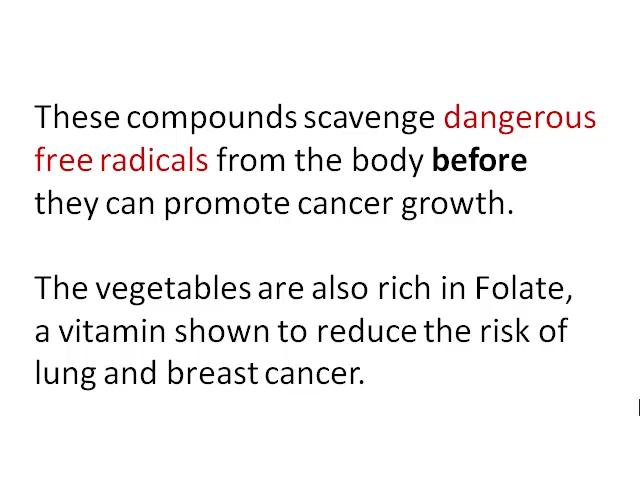 These compounds scavenge dangerous
free radicals from the body before
they can promote cancer growth.
The vegetables are also rich in Folate,
a vitamin shown to reduce the risk of
lung and breast cancer.